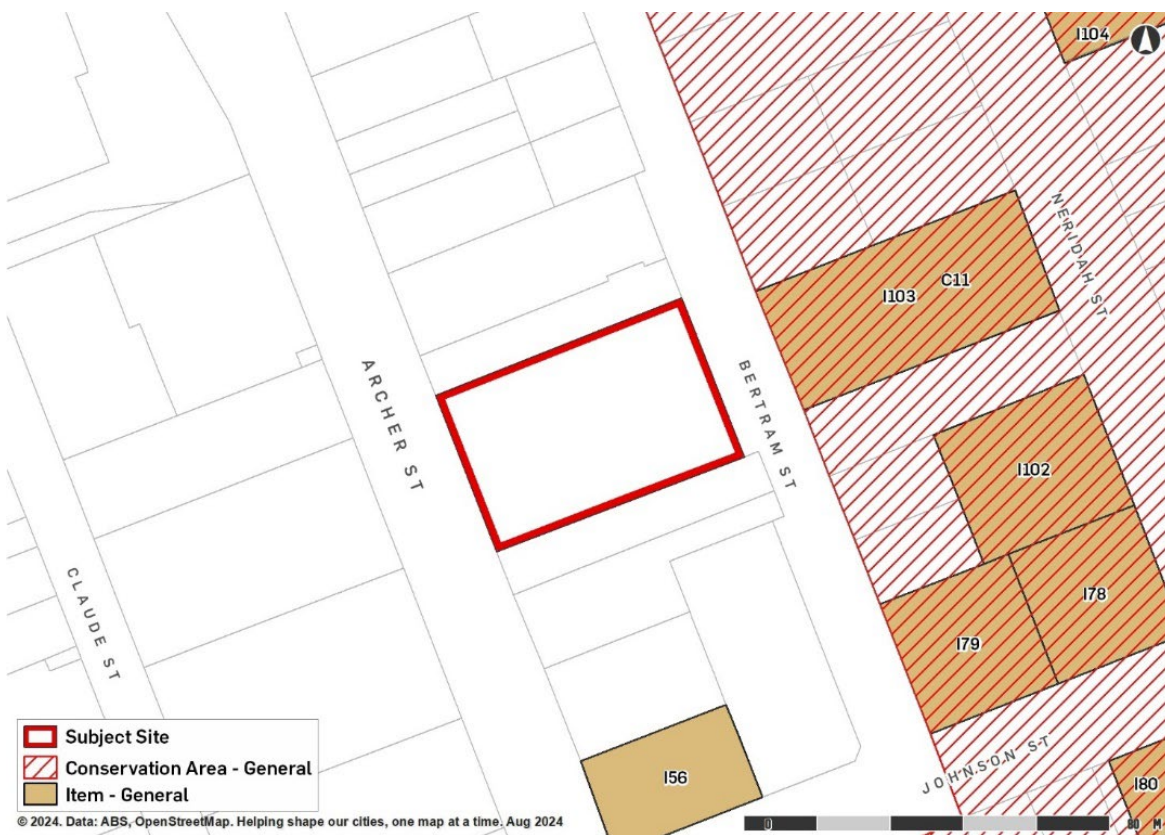 I104
NERIDAH ST
I103
C11
ARCHER ST
BERTRAM ST
I102
I78
CLAUDE ST
I79
Subject Site
Conservation Area - General
Item - General
I56
JOHNSON ST
I80
© 2024. Data: ABS, OpenStreetMap. Helping shape our cities, one map at a time. Aug 2024
0
80 M